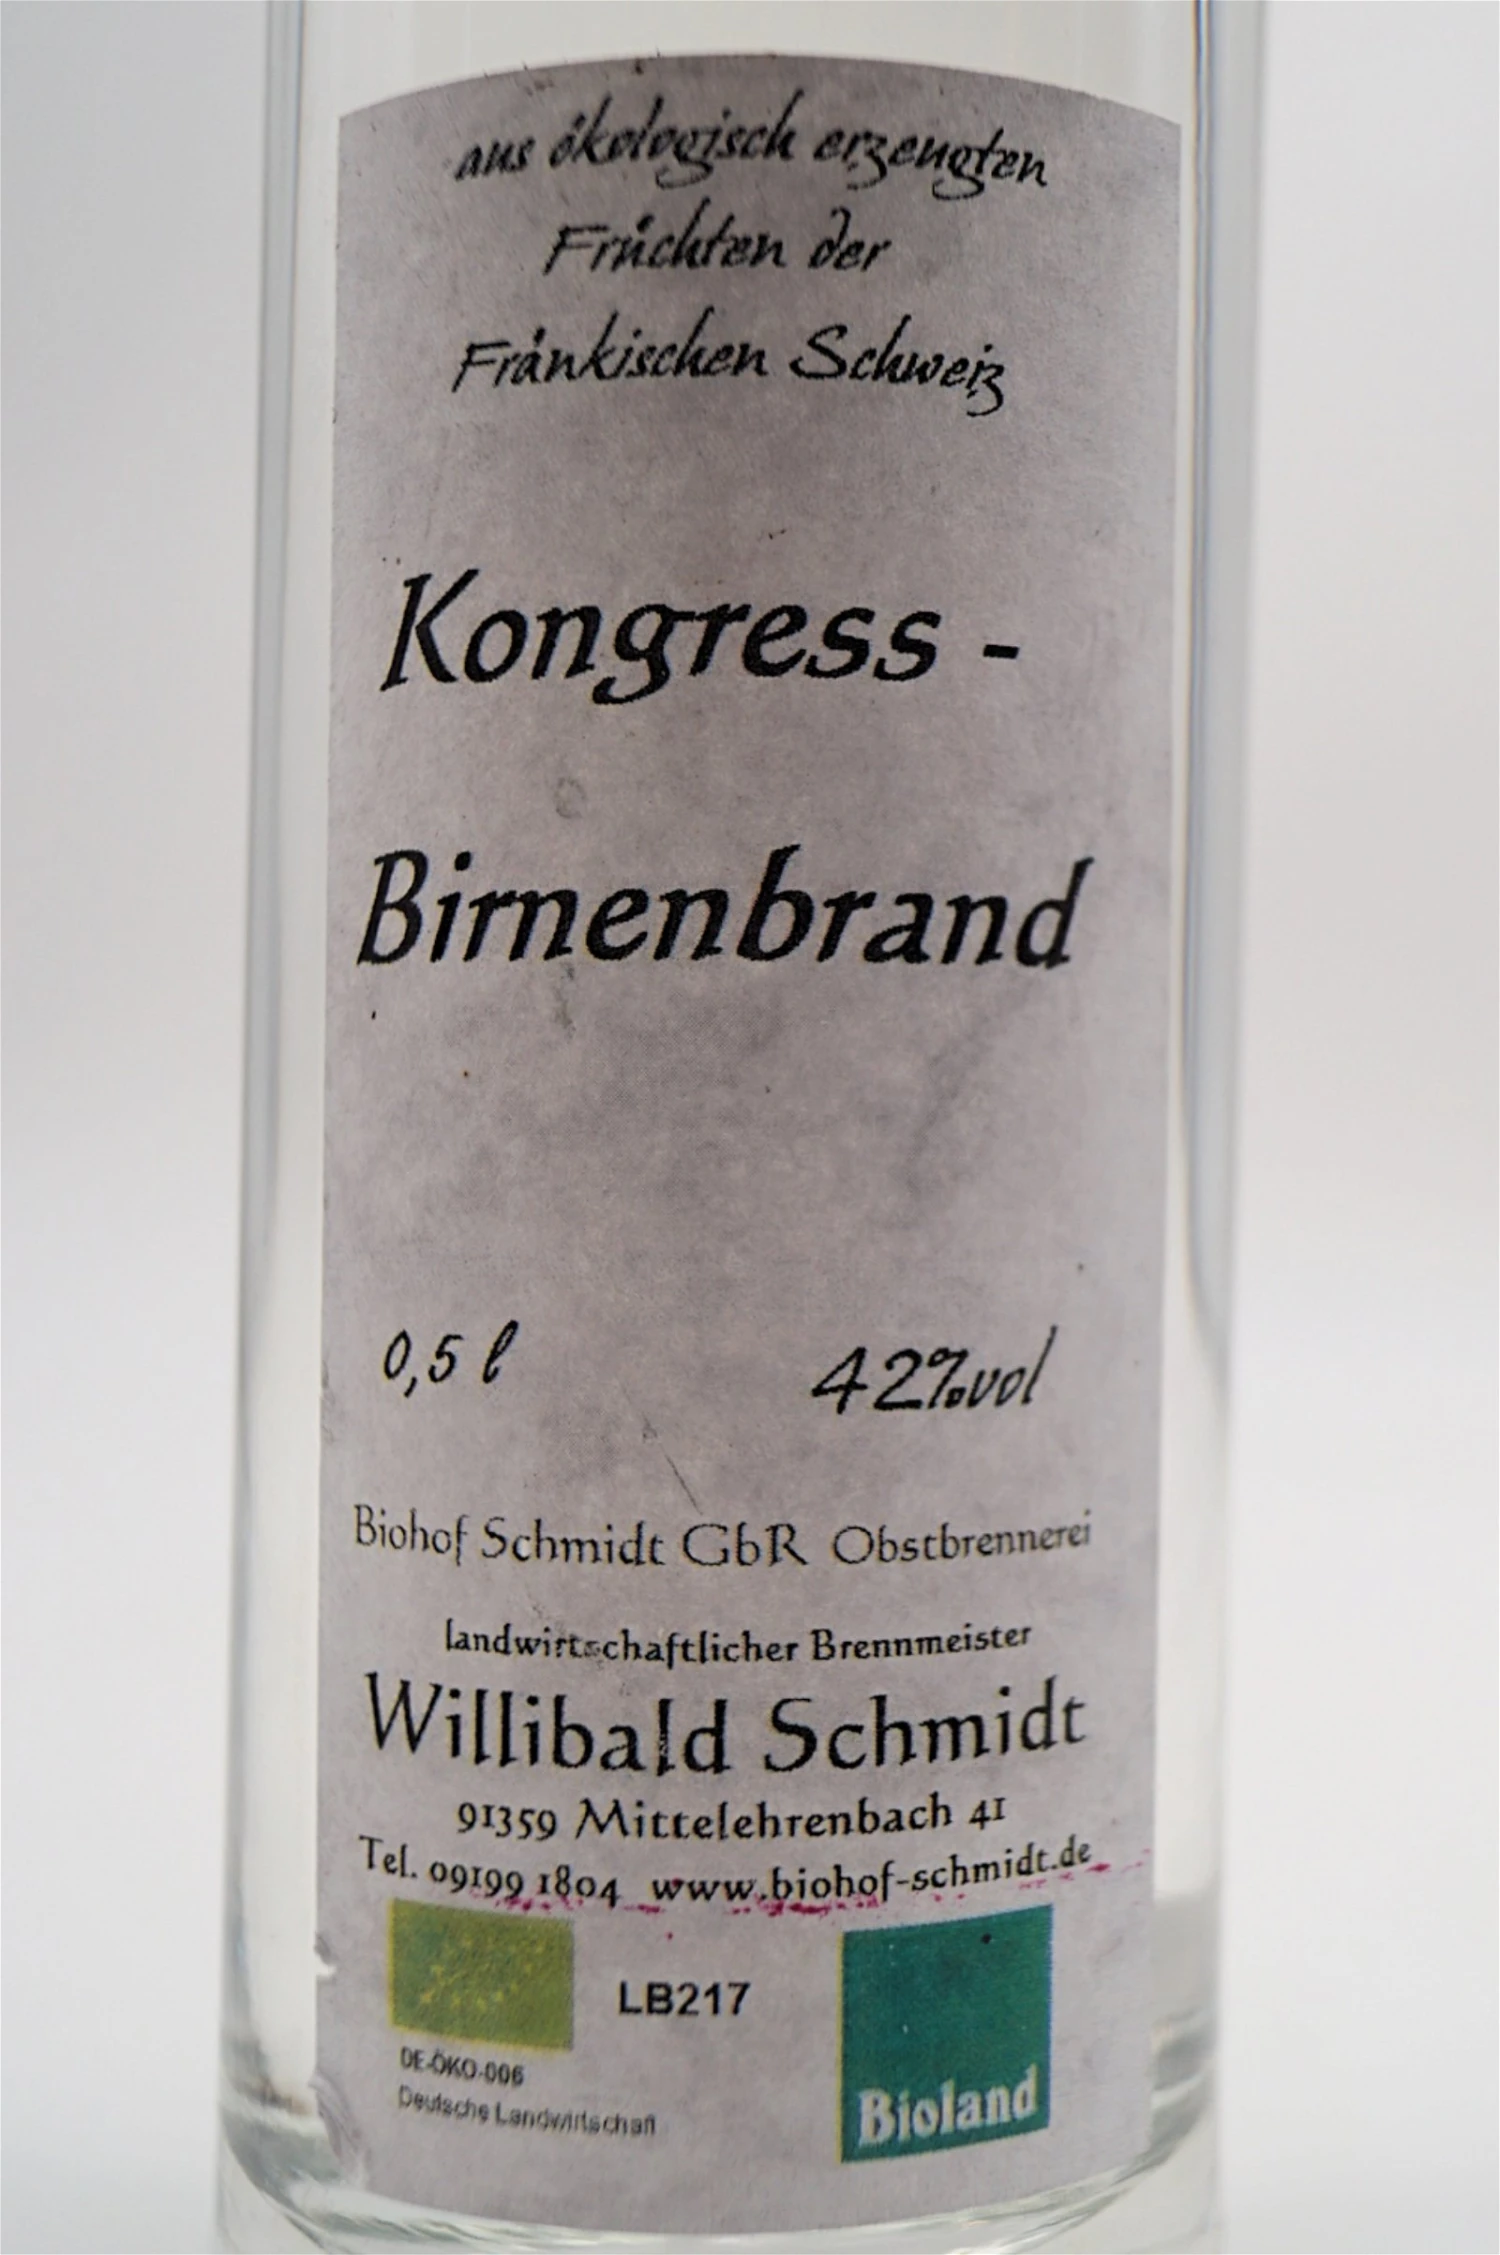 aus ökologisch erzeugten
Früchten der
Fränkischen Schweiz
Kongress -
Birnenbrand
0,5 l 42%vol
Biohof Schmidt GbR Obstbrennerei
landwirtschaftlicher Brennmeister
Willibald Schmidt
91359 Mittelehrenbach 41
Tel. 09199 1804 www.biohof-schmidt.de
LB217
DE-ÖKO-006
Deutsche Landwirtschaft
Bioland